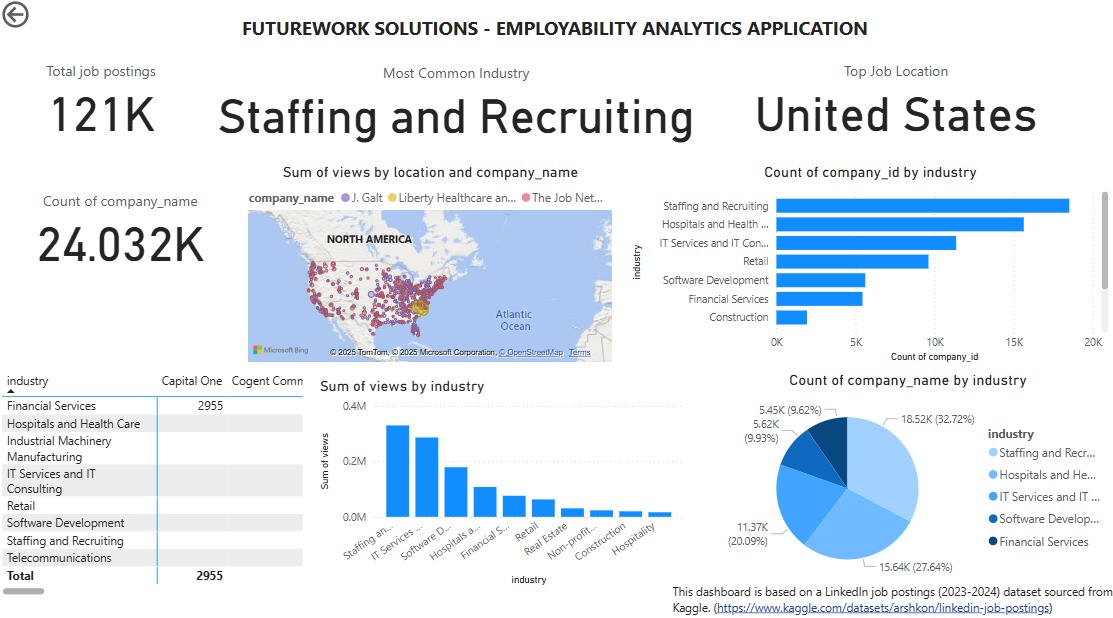 FUTUREWORK SOLUTIONS - EMPLOYABILITY ANALYTICS APPLICATION
Total job postings
121K
Most Common Industry
Staffing and Recruiting
Top Job Location
United States
Count of company_name
24.032K
Sum of views by location and company_name
company_name J. Galt Liberty Healthcare an... The Job Net...
NORTH AMERICA
Atlantic
Ocean
Microsoft Bing
© 2025 TomTom, © 2025 Microsoft Corporation, © OpenStreetMap Terms
Count of company_id by industry
industry
Staffing and Recruiting
Hospitals and Health ...
IT Services and IT Con...
Retail
Software Development
Financial Services
Construction
0K 5K 10K 15K 20K
Count of company_id
industry Capital One Cogent Comm
Financial Services 2955
Hospitals and Health Care
Industrial Machinery
Manufacturing
IT Services and IT
Consulting
Retail
Software Development
Staffing and Recruiting
Telecommunications
Total 2955
Sum of views by industry
Sum of views
0.4M
0.2M
0.0M
Staffing an...
IT Services ...
Software D...
Hospitals a...
Financial S...
Retail
Real Estate
Non-profit...
Construction
Hospitality
industry
Count of company_name by industry
5.45K (9.62%)
5.62K
(9.93%)
18.52K (32.72%)
11.37K
(20.09%)
15.64K (27.64%)
industry
Staffing and Recr...
Hospitals and He...
IT Services and IT ...
Software Develop...
Financial Services
This dashboard is based on a LinkedIn job postings (2023-2024) dataset sourced from
Kaggle. (https://www.kaggle.com/datasets/arshkon/linkedin-job-postings)